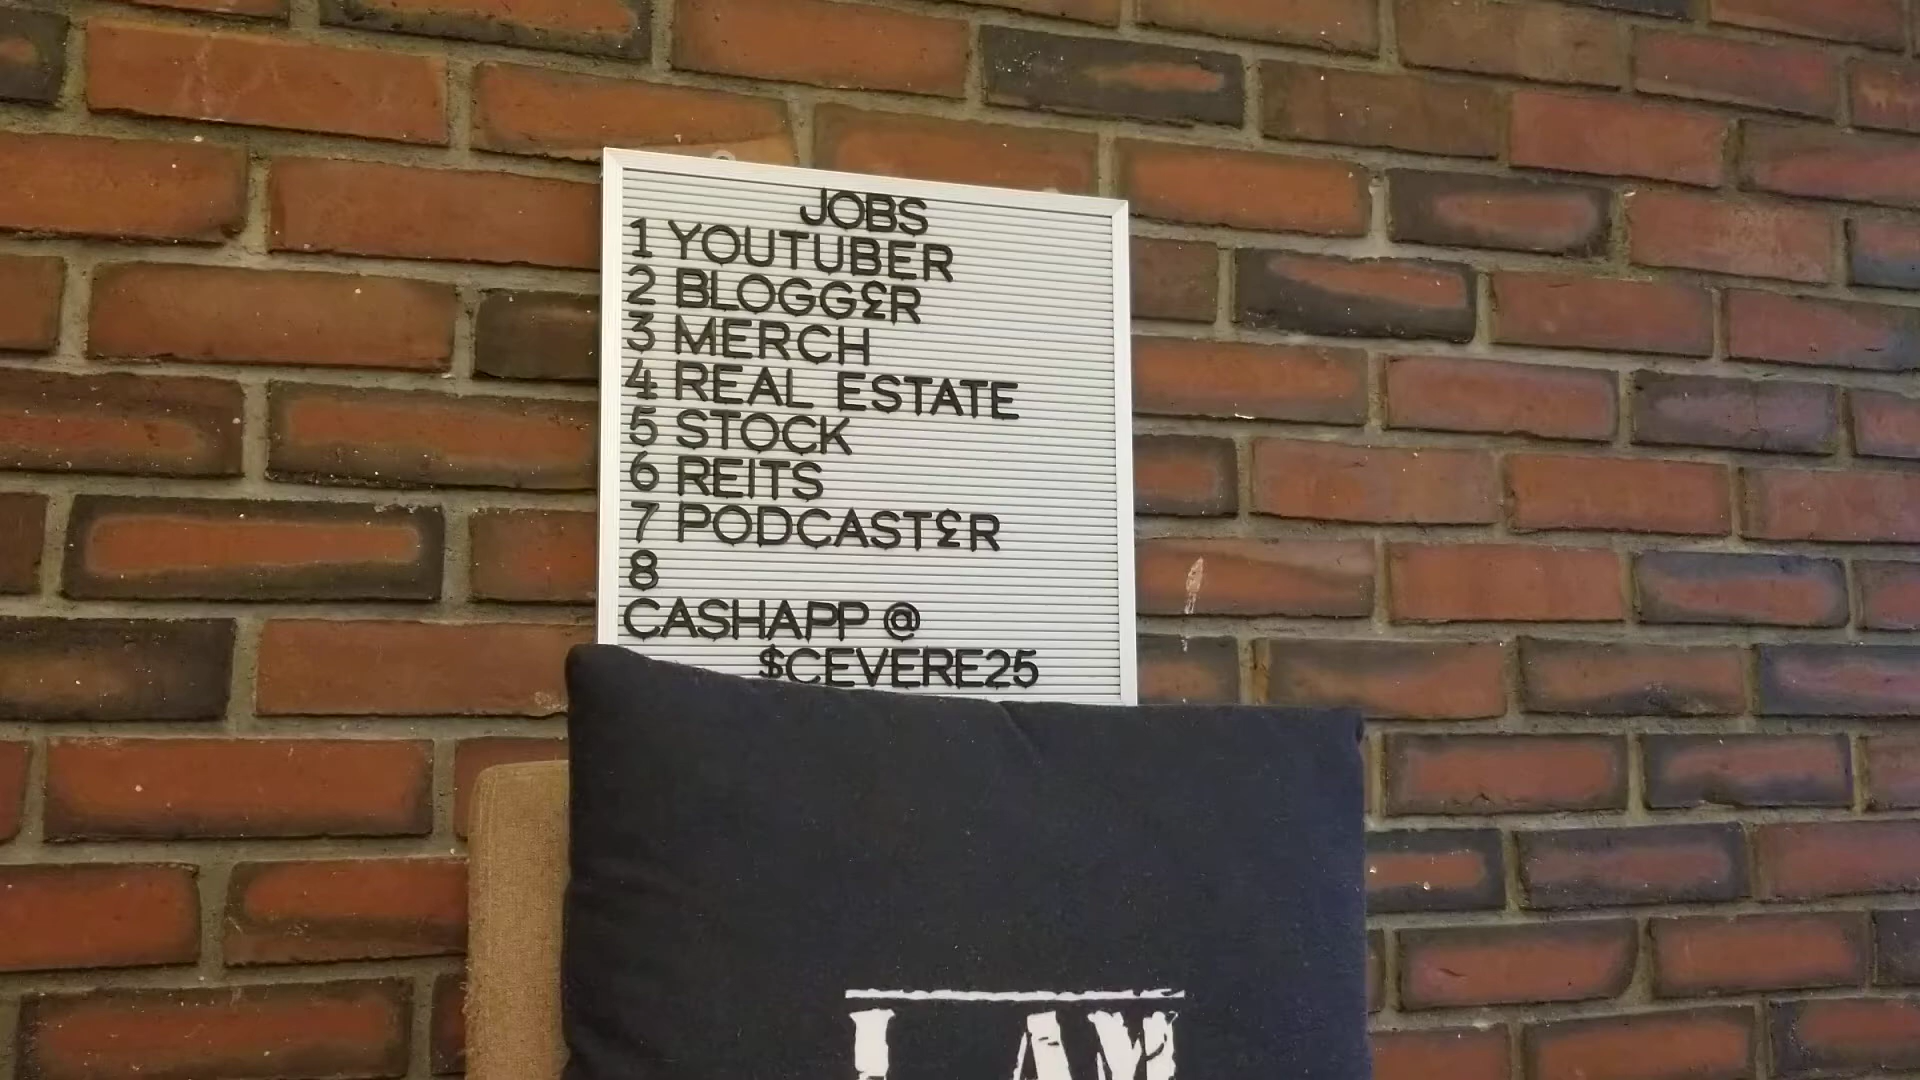 JOBS
1 YOUTUBER
2 BLOGG£R
3 MERCH
4 REAL ESTATE
5 STOCK
6 REITS
7 PODCAST£R
8
CASHAPP @
$CEVERE25